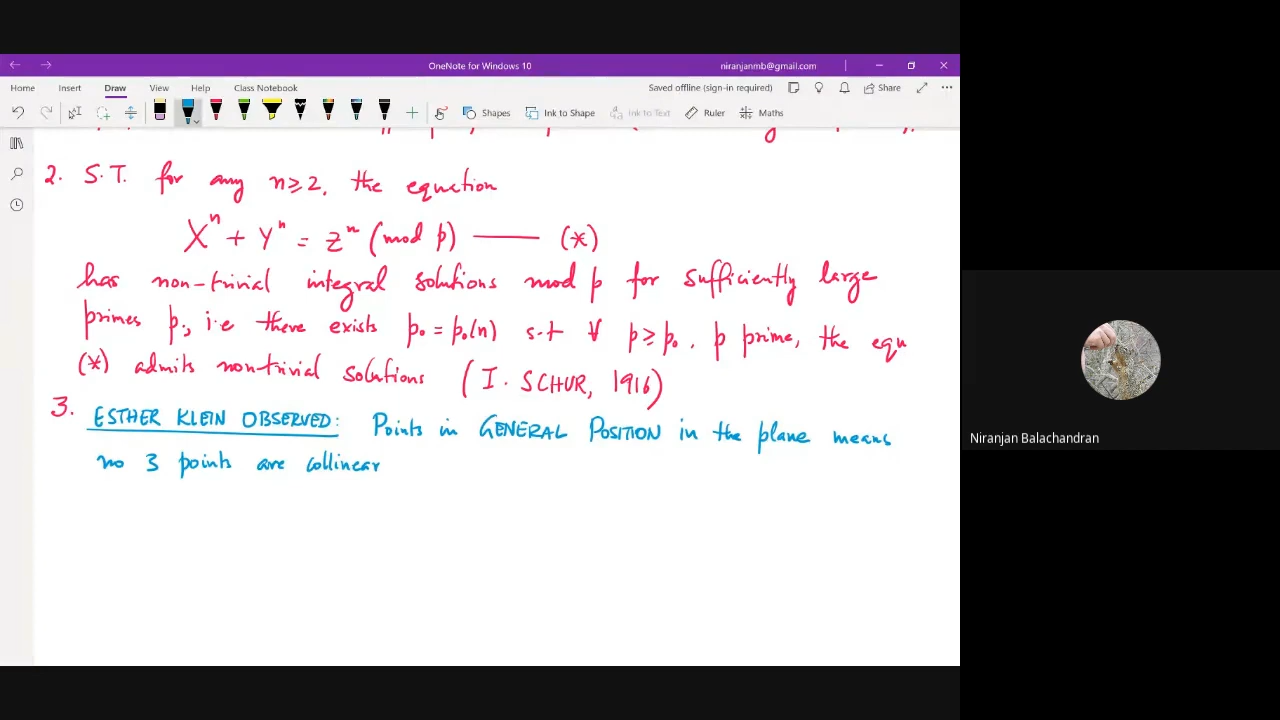 OneNote for Windows 10
niranjanmb@gmail.com
Home Insert Draw View Help Class Notebook
Saved offline (sign-in required)
Share
Shapes Ink to Shape Ink to Text Ruler Maths
2. S.T. for any n≥2, the equation
X^n + Y^n = Z^n (mod p) —— (*)
has non-trivial integral solutions mod p for sufficiently large
primes p, i.e there exists p₀ = p₀(n) s.t ∀ p ≥ p₀, p prime, the equ
(*) admits nontrivial solutions (I. SCHUR, 1916)
3. ESTHER KLEIN OBSERVED: Points in GENERAL POSITION in the plane means
no 3 points are collinear
Niranjan Balachandran